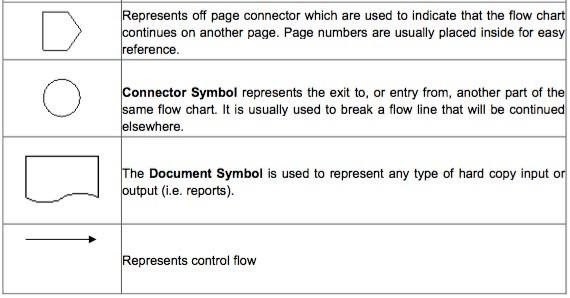 Represents off page connector which are used to indicate that the flow chart
continues on another page. Page numbers are usually placed inside for easy
reference.
Connector Symbol represents the exit to, or entry from, another part of the
same flow chart. It is usually used to break a flow line that will be continued
elsewhere.
The Document Symbol is used to represent any type of hard copy input or
output (i.e. reports).
Represents control flow